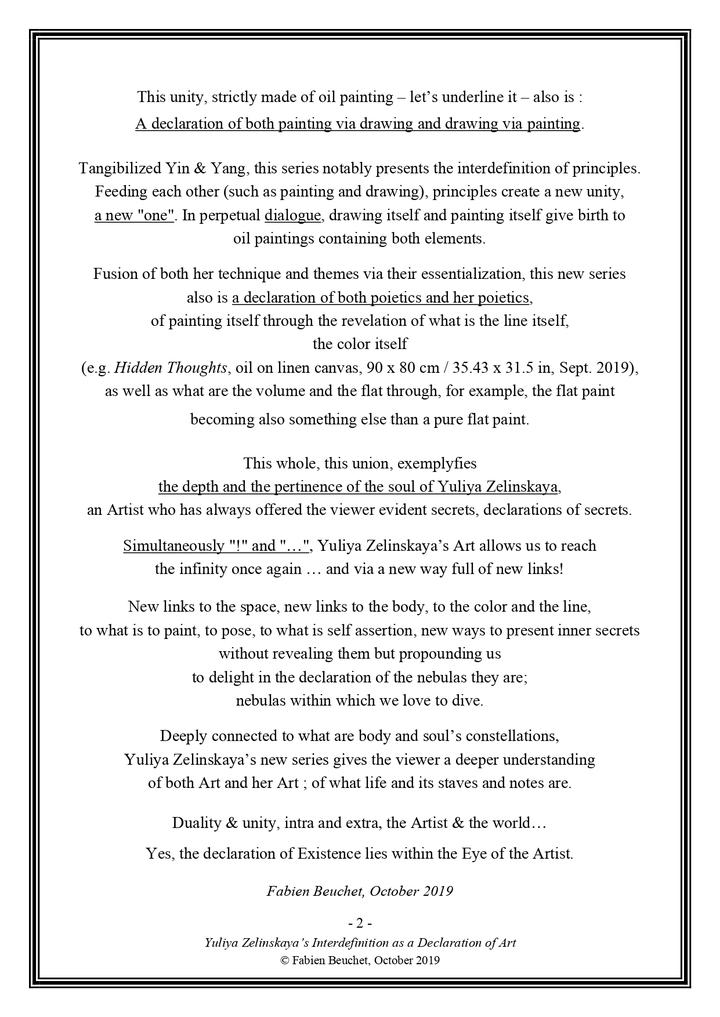 This unity, strictly made of oil painting – let’s underline it – also is :
A declaration of both painting via drawing and drawing via painting.
Tangibilized Yin & Yang, this series notably presents the interdefinition of principles.
Feeding each other (such as painting and drawing), principles create a new unity,
a new "one". In perpetual dialogue, drawing itself and painting itself give birth to
oil paintings containing both elements.
Fusion of both her technique and themes via their essentialization, this new series
also is a declaration of both poietics and her poietics,
of painting itself through the revelation of what is the line itself,
the color itself
(e.g. Hidden Thoughts, oil on linen canvas, 90 x 80 cm / 35.43 x 31.5 in, Sept. 2019),
as well as what are the volume and the flat through, for example, the flat paint
becoming also something else than a pure flat paint.
This whole, this union, exemplyfies
the depth and the pertinence of the soul of Yuliya Zelinskaya,
an Artist who has always offered the viewer evident secrets, declarations of secrets.
Simultaneously "!" and "…", Yuliya Zelinskaya’s Art allows us to reach
the infinity once again … and via a new way full of new links!
New links to the space, new links to the body, to the color and the line,
to what is to paint, to pose, to what is self assertion, new ways to present inner secrets
without revealing them but propounding us
to delight in the declaration of the nebulas they are;
nebulas within which we love to dive.
Deeply connected to what are body and soul’s constellations,
Yuliya Zelinskaya’s new series gives the viewer a deeper understanding
of both Art and her Art ; of what life and its staves and notes are.
Duality & unity, intra and extra, the Artist & the world…
Yes, the declaration of Existence lies within the Eye of the Artist.
Fabien Beuchet, October 2019
- 2 -
Yuliya Zelinskaya’s Interdefinition as a Declaration of Art
© Fabien Beuchet, October 2019